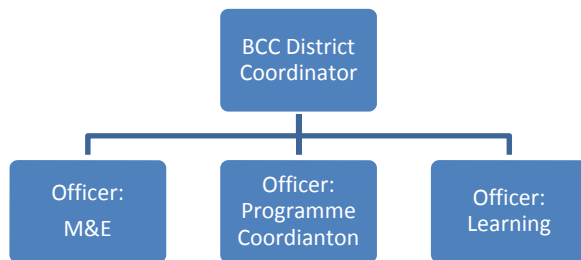 BCC District
Coordinator
Officer:
M&E
Officer:
Programme
Coordianton
Officer:
Learning